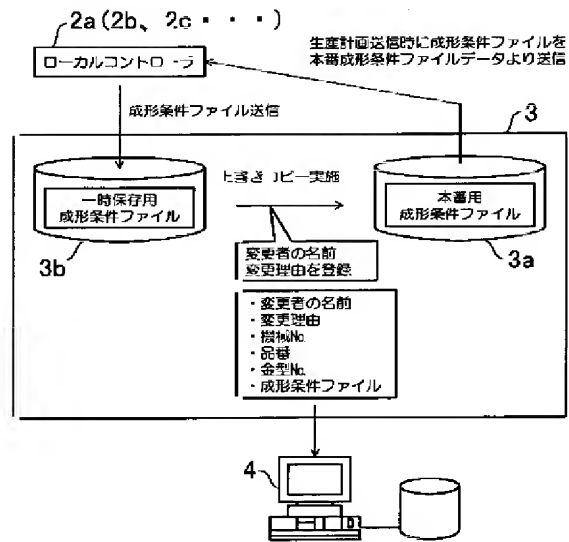 2a(2b、2c・・・・)
ローカルコントローラ
生産計画送信時に成形条件ファイルを
本番成形条件ファイルデータより送信
成形条件ファイル送信
3
一時保存用
成形条件ファイル
3b
上書きコピー実施
本番用
成形条件ファイル
3a
変更者の名前
変更理由を登録
・変更者の名前
・変更理由
・機械No.
・品番
・金型No.
・成形条件ファイル
4